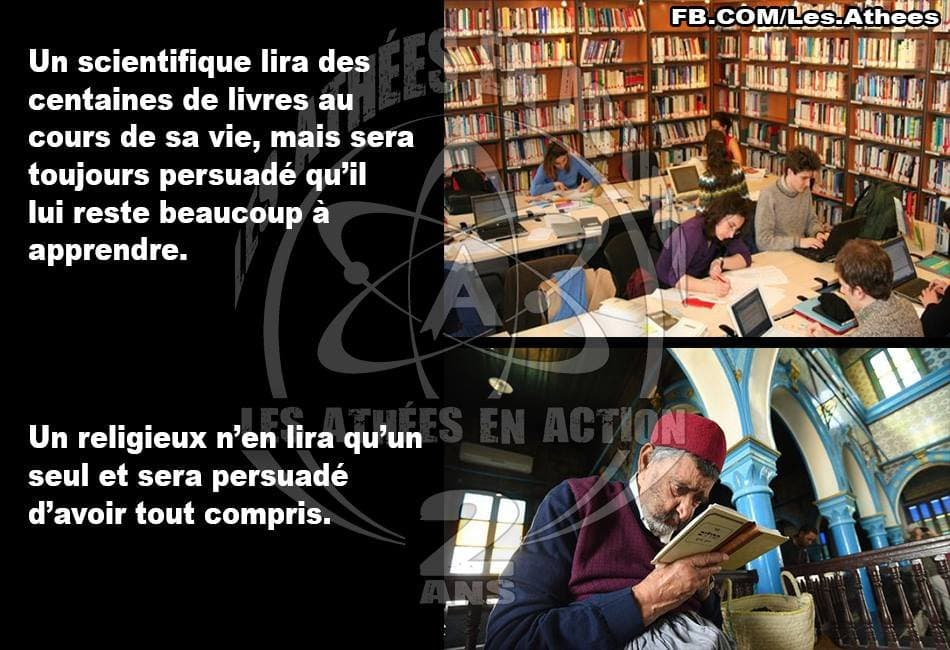 FB.COM/Les.Athees
Un scientifique lira des
centaines de livres au
cours de sa vie, mais sera
toujours persuadé qu’il
lui reste beaucoup à
apprendre.
A
LES ATHÉES EN ACTION
Un religieux n’en lira qu’un
seul et sera persuadé
d’avoir tout compris.
2
ANS